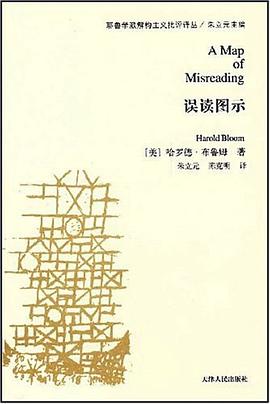 耶鲁学派解构主义批评译丛/朱立元主编
A Map
of
Misreading
误读图示
Harold Bloom
[美]哈罗德·布鲁姆 著
朱立元 陈克明 译
天津人民出版社